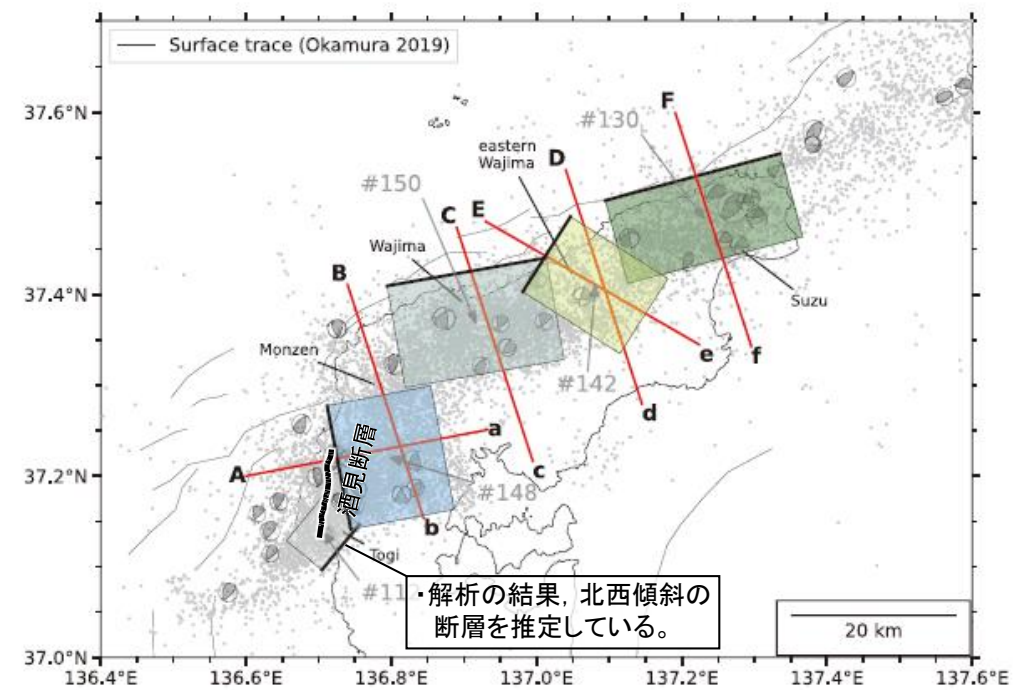 Surface trace (Okamura 2019)
37.6°N
37.4°N
37.2°N
37.0°N
F
#130
eastern
Wajima
D
#150
C
E
Wajima
B
Suzu
Monzen
e
f
#142
d
a
酒見断層
A
c
#148
b
Togi
・解析の結果，北西傾斜の
断層を推定している。
20 km
136.4°E
136.6°E
136.8°E
137.0°E
137.2°E
137.4°E
137.6°E